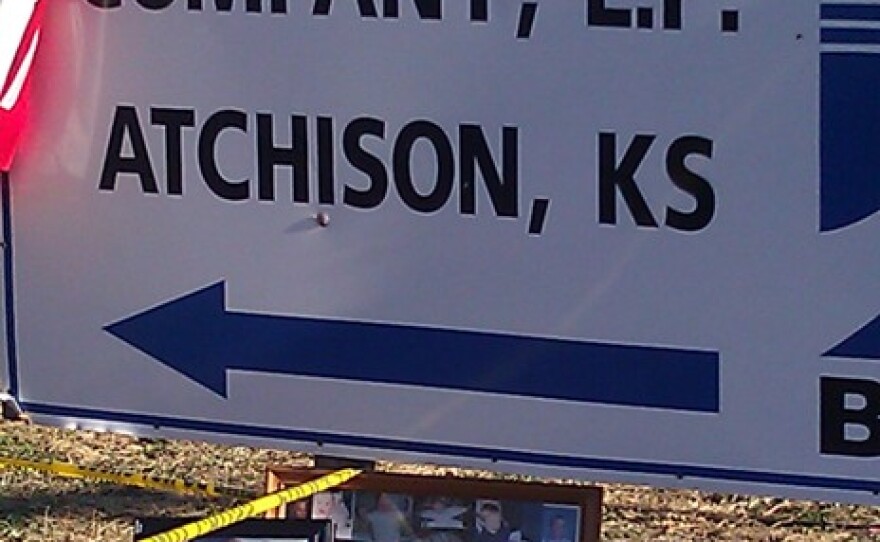 COMPANY, L.P.
ATCHISON, KS
B